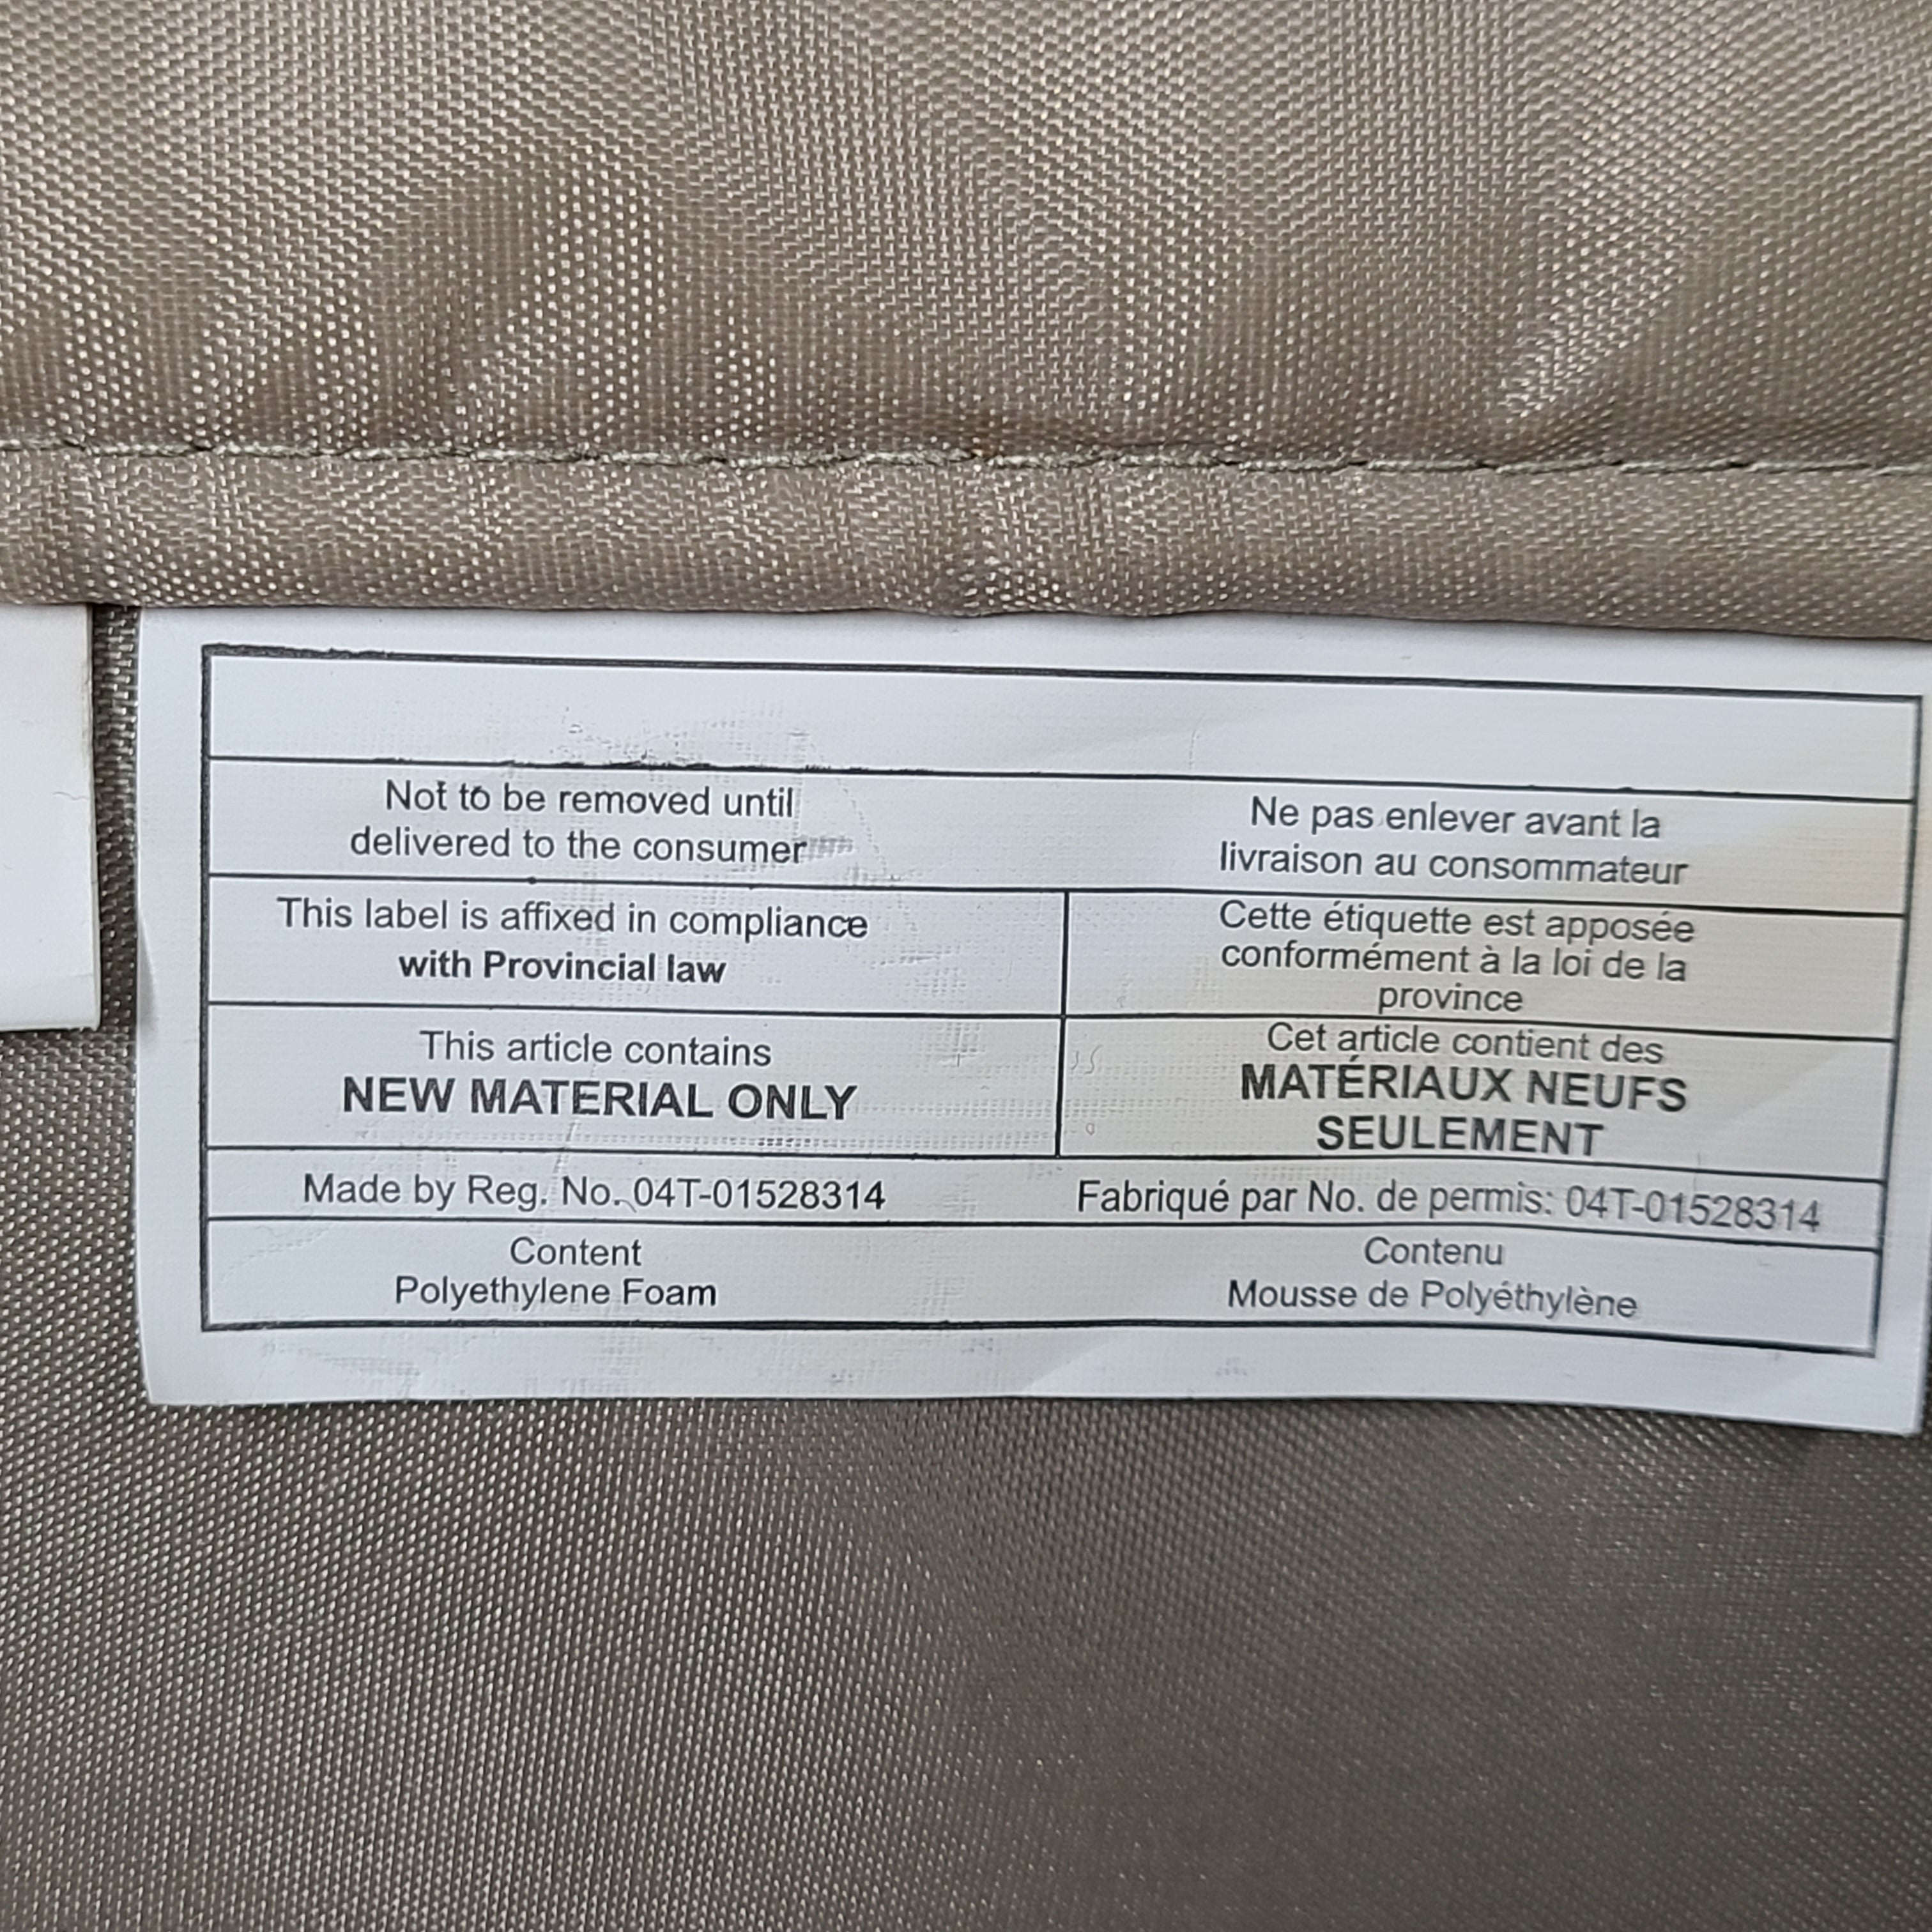 Not to be removed until
delivered to the consumer
Ne pas enlever avant la
livraison au consommateur
This label is affixed in compliance
with Provincial law
Cette étiquette est apposée
conformément à la loi de la
province
This article contains
NEW MATERIAL ONLY
Cet article contient des
MATÉRIAUX NEUFS
SEULEMENT
Made by Reg. No. 04T-01528314
Fabriqué par No. de permis: 04T-01528314
Content
Polyethylene Foam
Contenu
Mousse de Polyéthylène